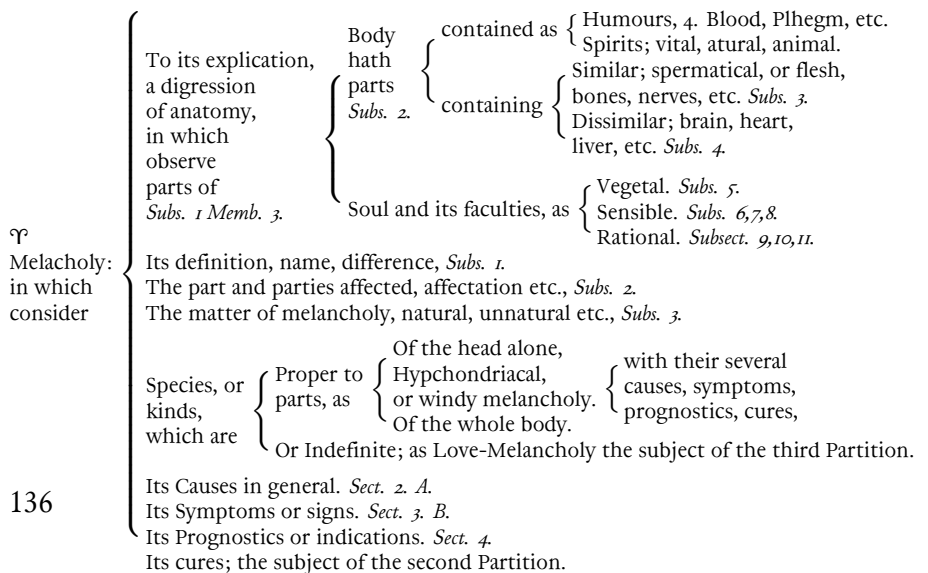 ♈
Melacholy:
in which
consider
To its explication,
a digression
of anatomy,
in which
observe
parts of
Subs. 1 Memb. 3.
Body
hath
parts
Subs. 2.
contained as
Humours, 4. Blood, Plhegm, etc.
Spirits; vital, atural, animal.
containing
Similar; spermatical, or flesh,
bones, nerves, etc. Subs. 3.
Dissimilar; brain, heart,
liver, etc. Subs. 4.
Soul and its faculties, as
Vegetal. Subs. 5.
Sensible. Subs. 6,7,8.
Rational. Subsect. 9,10,11.
Its definition, name, difference, Subs. 1.
The part and parties affected, affectation etc., Subs. 2.
The matter of melancholy, natural, unnatural etc., Subs. 3.
Species, or
kinds,
which are
Proper to
parts, as
Of the head alone,
Hypchondriacal,
or windy melancholy.
Of the whole body.
with their several
causes, symptoms,
prognostics, cures,
Or Indefinite; as Love-Melancholy the subject of the third Partition.
Its Causes in general. Sect. 2. A.
Its Symptoms or signs. Sect. 3. B.
Its Prognostics or indications. Sect. 4.
Its cures; the subject of the second Partition.
136